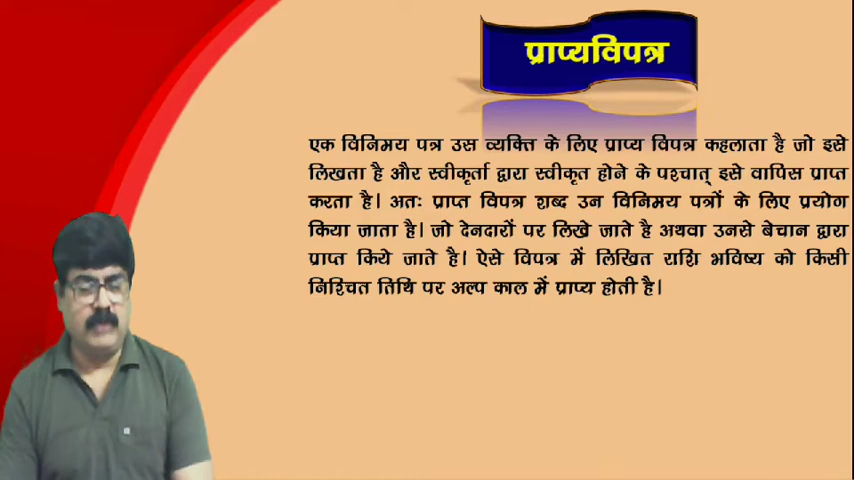 प्राप्यविपत्र
एक विनिमय पत्र उस व्यक्ति के लिए प्राप्य विपत्र कहलाता है जो इसे
लिखता है और स्वीकृर्ता द्वारा स्वीकृत होने के पश्चात् इसे वापिस प्राप्त
करता है। अतः प्राप्त विपत्र शब्द उन विनिमय पत्रों के लिए प्रयोग
किया जाता है। जो देनदारों पर लिखे जाते है अथवा उनसे बेचान द्वारा
प्राप्त किये जाते है। ऐसे विपत्र में लिखित राशि भविष्य को किसी
निश्चित तिथि पर अल्प काल में प्राप्य होती है।